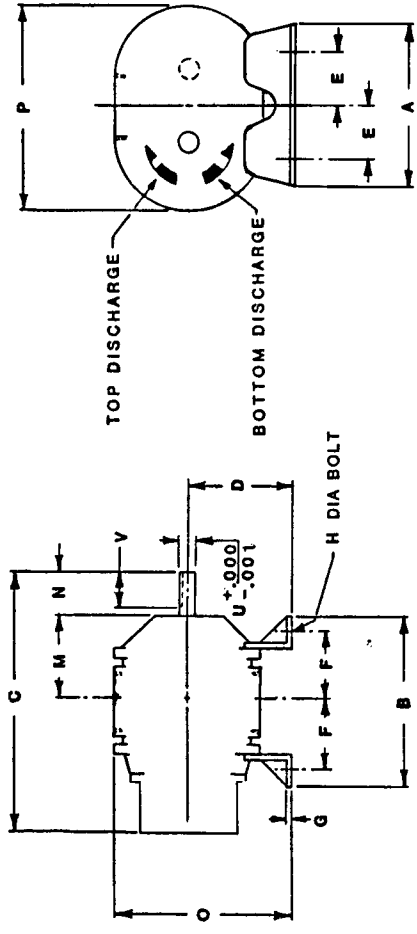 P
TOP DISCHARGE
BOTTOM DISCHARGE
E
E
A
C
M
N
V
U +.000
-.001
D
H DIA BOLT
O
F
F
G
B